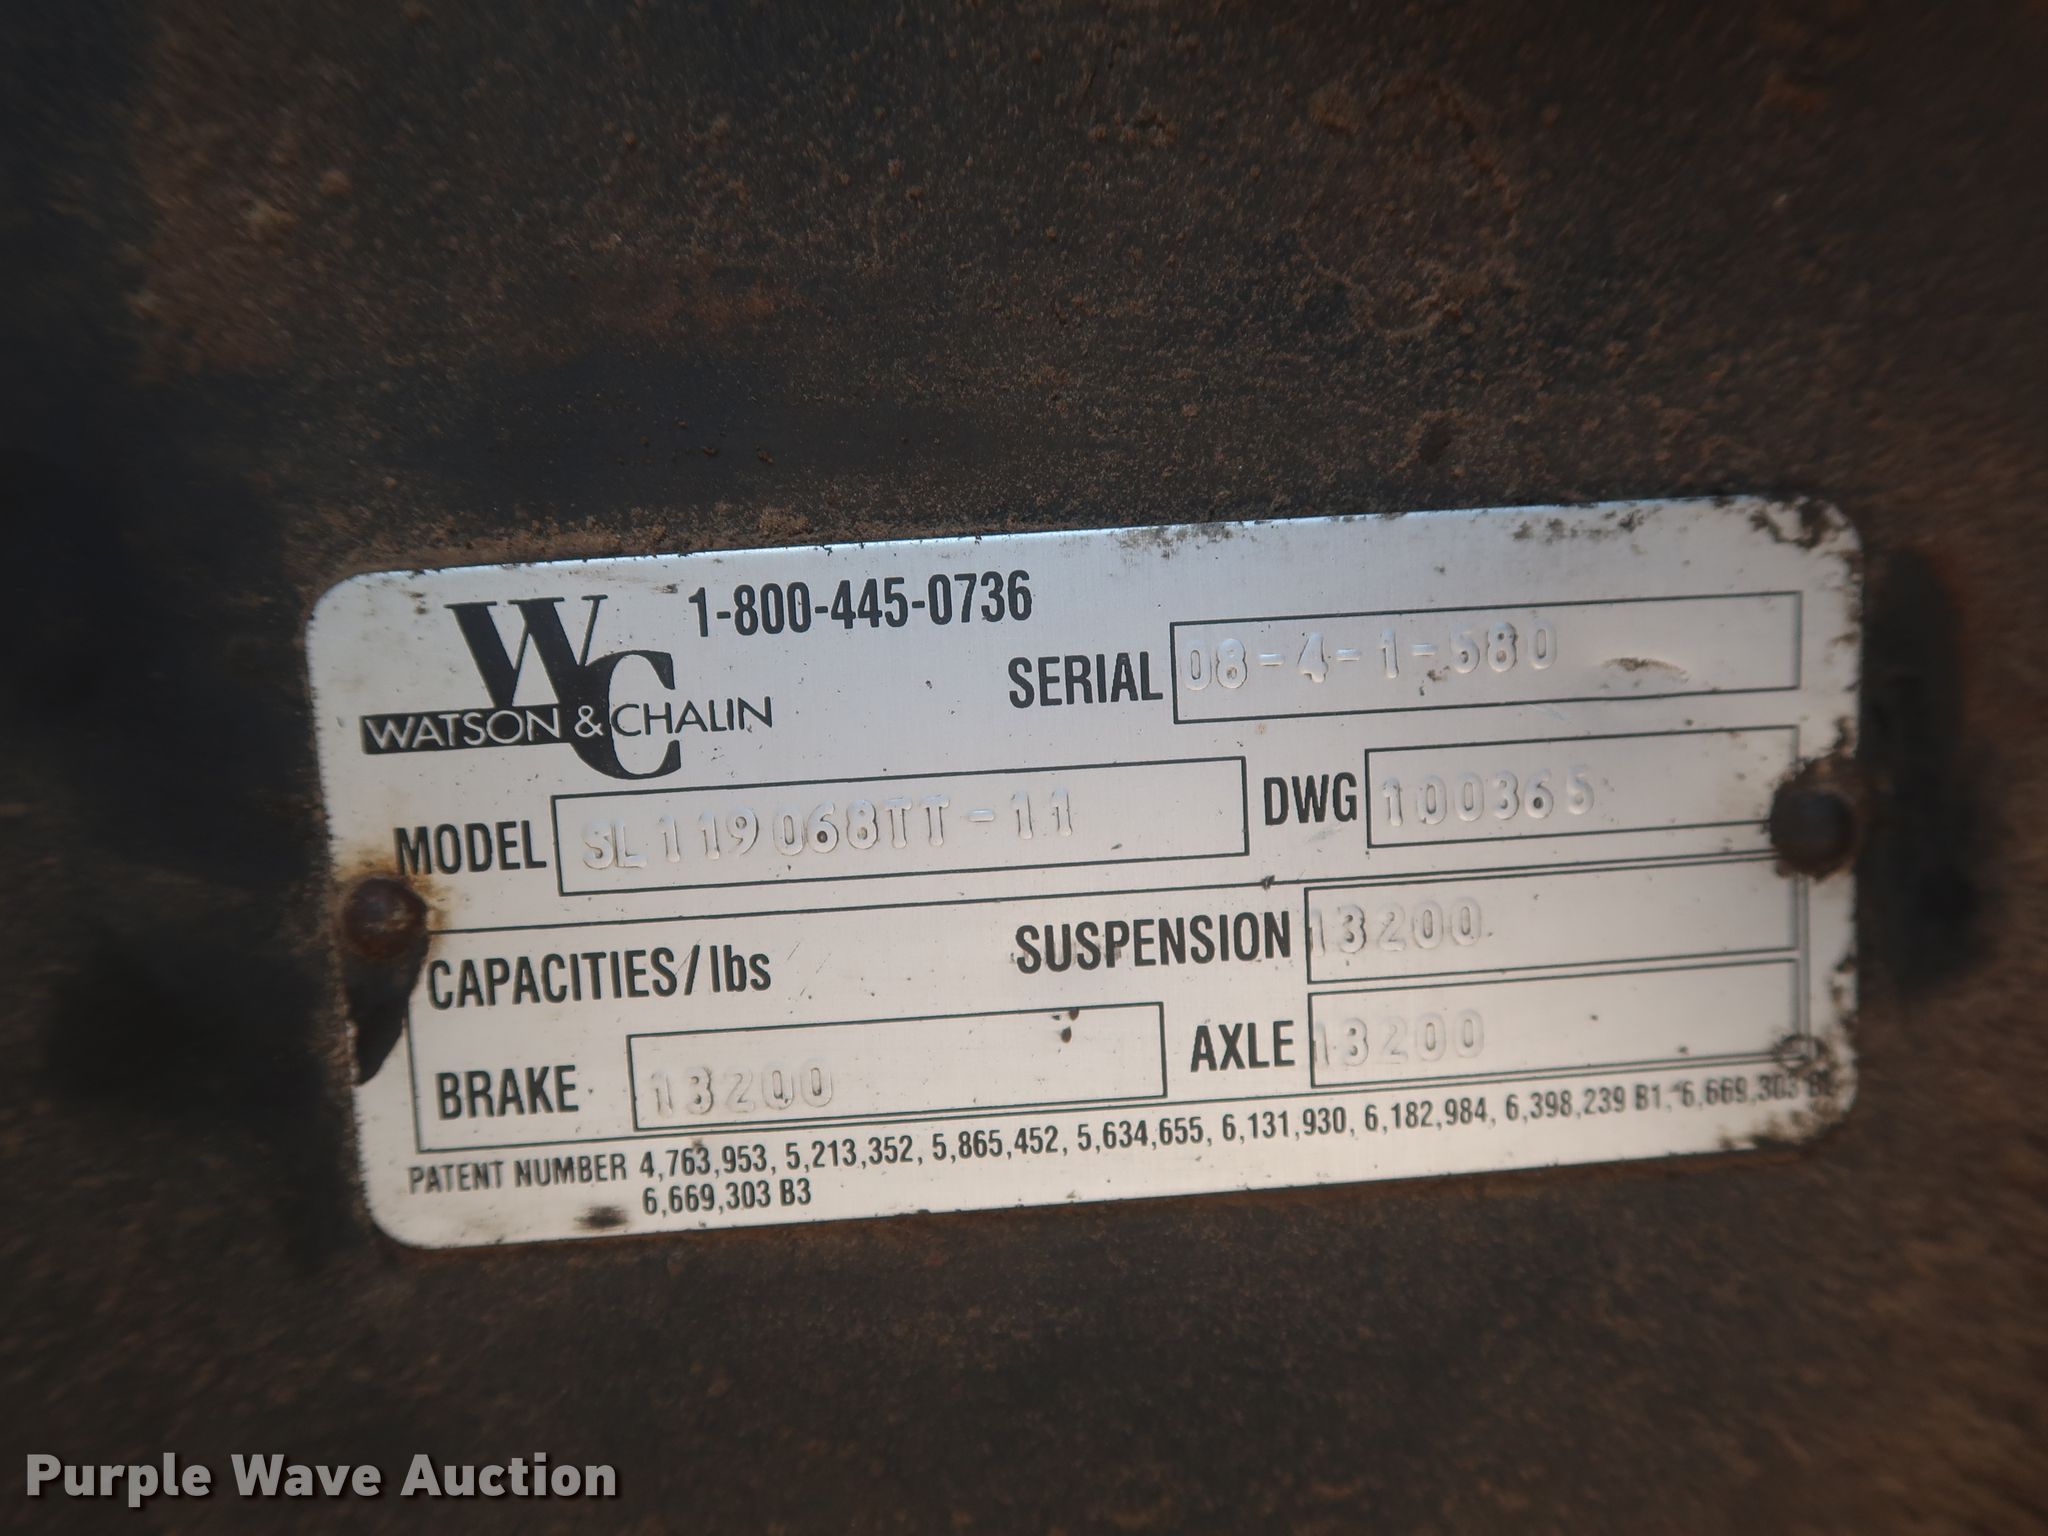 WC
WATSON & CHALIN
1-800-445-0736
SERIAL 08-4-1-580
MODEL SL119068TT-11
DWG 100365
CAPACITIES/lbs
SUSPENSION 13200
BRAKE 13200
AXLE 13200
PATENT NUMBER 4,763,953, 5,213,352, 5,865,452, 5,634,655, 6,131,930, 6,182,984, 6,398,239 B1, 6,669,303
6,669,303 B3
Purple Wave Auction